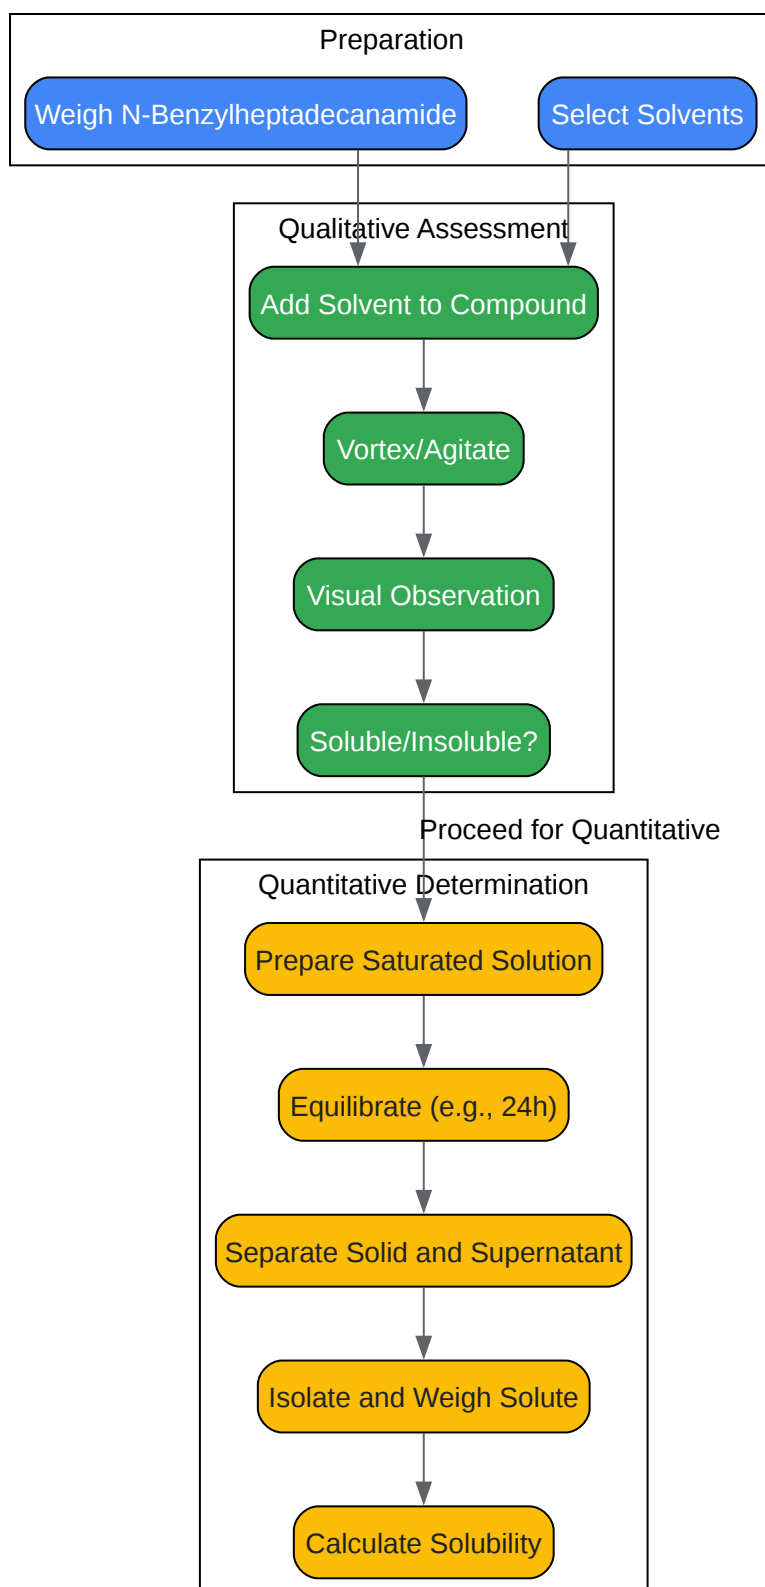 Preparation
Weigh N-Benzylheptadecanamide
Select Solvents
Qualitative Assessment
Add Solvent to Compound
Vortex/Agitate
Visual Observation
Soluble/Insoluble?
Proceed for Quantitative
Quantitative Determination
Prepare Saturated Solution
Equilibrate (e.g., 24h)
Separate Solid and Supernatant
Isolate and Weigh Solute
Calculate Solubility